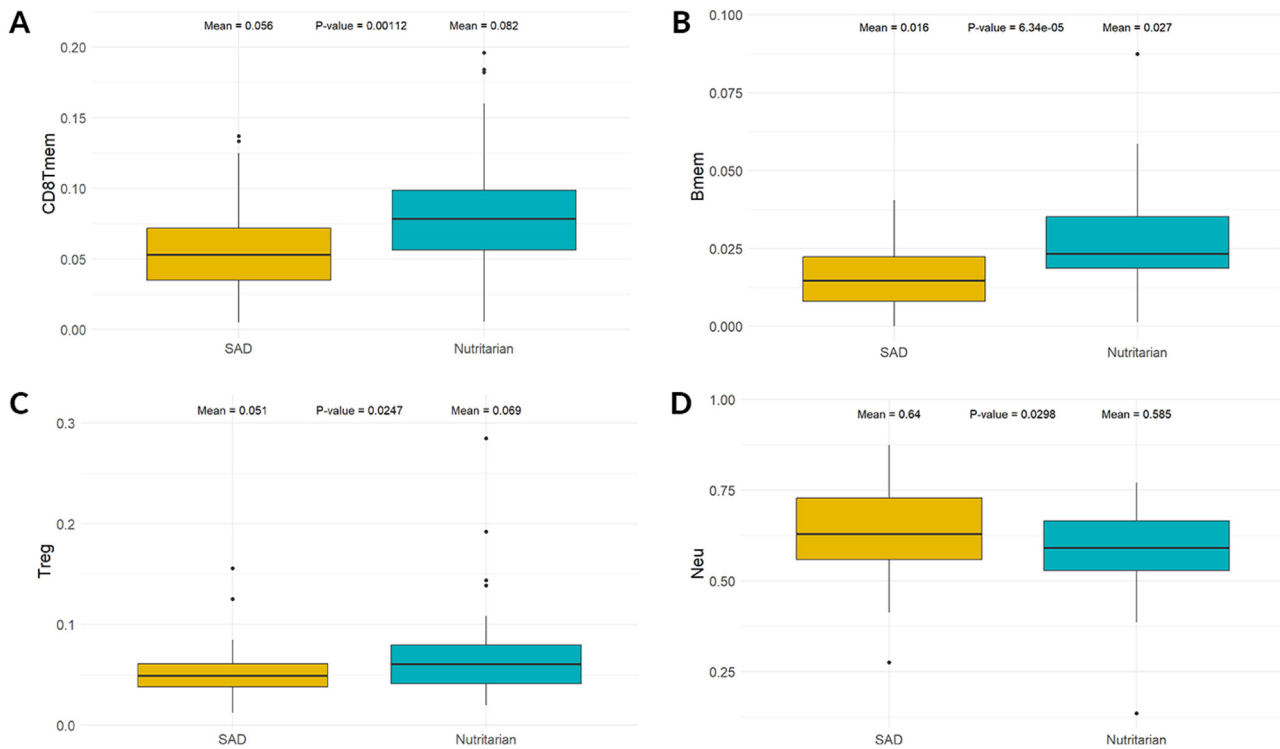 A
Mean = 0.056 P-value = 0.00112 Mean = 0.082
0.20
0.15
0.10
0.05
0.00
CD8Tmem
SAD Nutritarian
B
Mean = 0.016 P-value = 6.34e-05 Mean = 0.027
0.100
0.075
0.050
0.025
0.000
Bmem
SAD Nutritarian
C
Mean = 0.051 P-value = 0.0247 Mean = 0.069
0.3
0.2
0.1
0.0
Treg
SAD Nutritarian
D
Mean = 0.64 P-value = 0.0298 Mean = 0.585
1.00
0.75
0.50
0.25
Neu
SAD Nutritarian